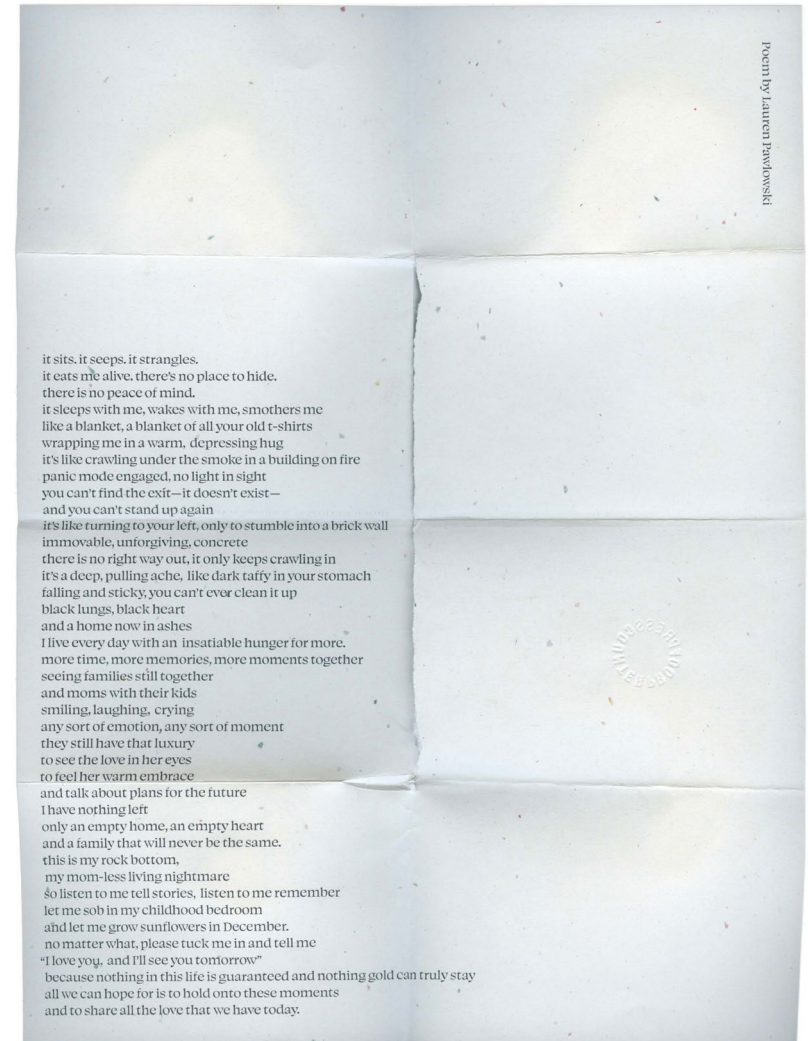 Poem by Lauren Pawlowski
it sits. it seeps. it strangles.
it eats me alive. there's no place to hide.
there is no peace of mind.
it sleeps with me, wakes with me, smothers me
like a blanket, a blanket of all your old t-shirts
wrapping me in a warm, depressing hug
it's like crawling under the smoke in a building on fire
panic mode engaged, no light in sight
you can't find the exit—it doesn't exist—
and you can't stand up again
it's like turning to your left, only to stumble into a brick wall
immovable, unforgiving, concrete
there is no right way out, it only keeps crawling in
it's a deep, pulling ache, like dark taffy in your stomach
falling and sticky, you can't ever clean it up
black lungs, black heart
and a home now in ashes
I live every day with an insatiable hunger for more.
more time, more memories, more moments together
seeing families still together
and moms with their kids
smiling, laughing, crying
any sort of emotion, any sort of moment
they still have that luxury
to see the love in her eyes
to feel her warm embrace
and talk about plans for the future
I have nothing left
only an empty home, an empty heart
and a family that will never be the same.
this is my rock bottom,
my mom-less living nightmare
so listen to me tell stories, listen to me remember
let me sob in my childhood bedroom
and let me grow sunflowers in December.
no matter what, please tuck me in and tell me
"I love you, and I'll see you tomorrow"
because nothing in this life is guaranteed and nothing gold can truly stay
all we can hope for is to hold onto these moments
and to share all the love that we have today.